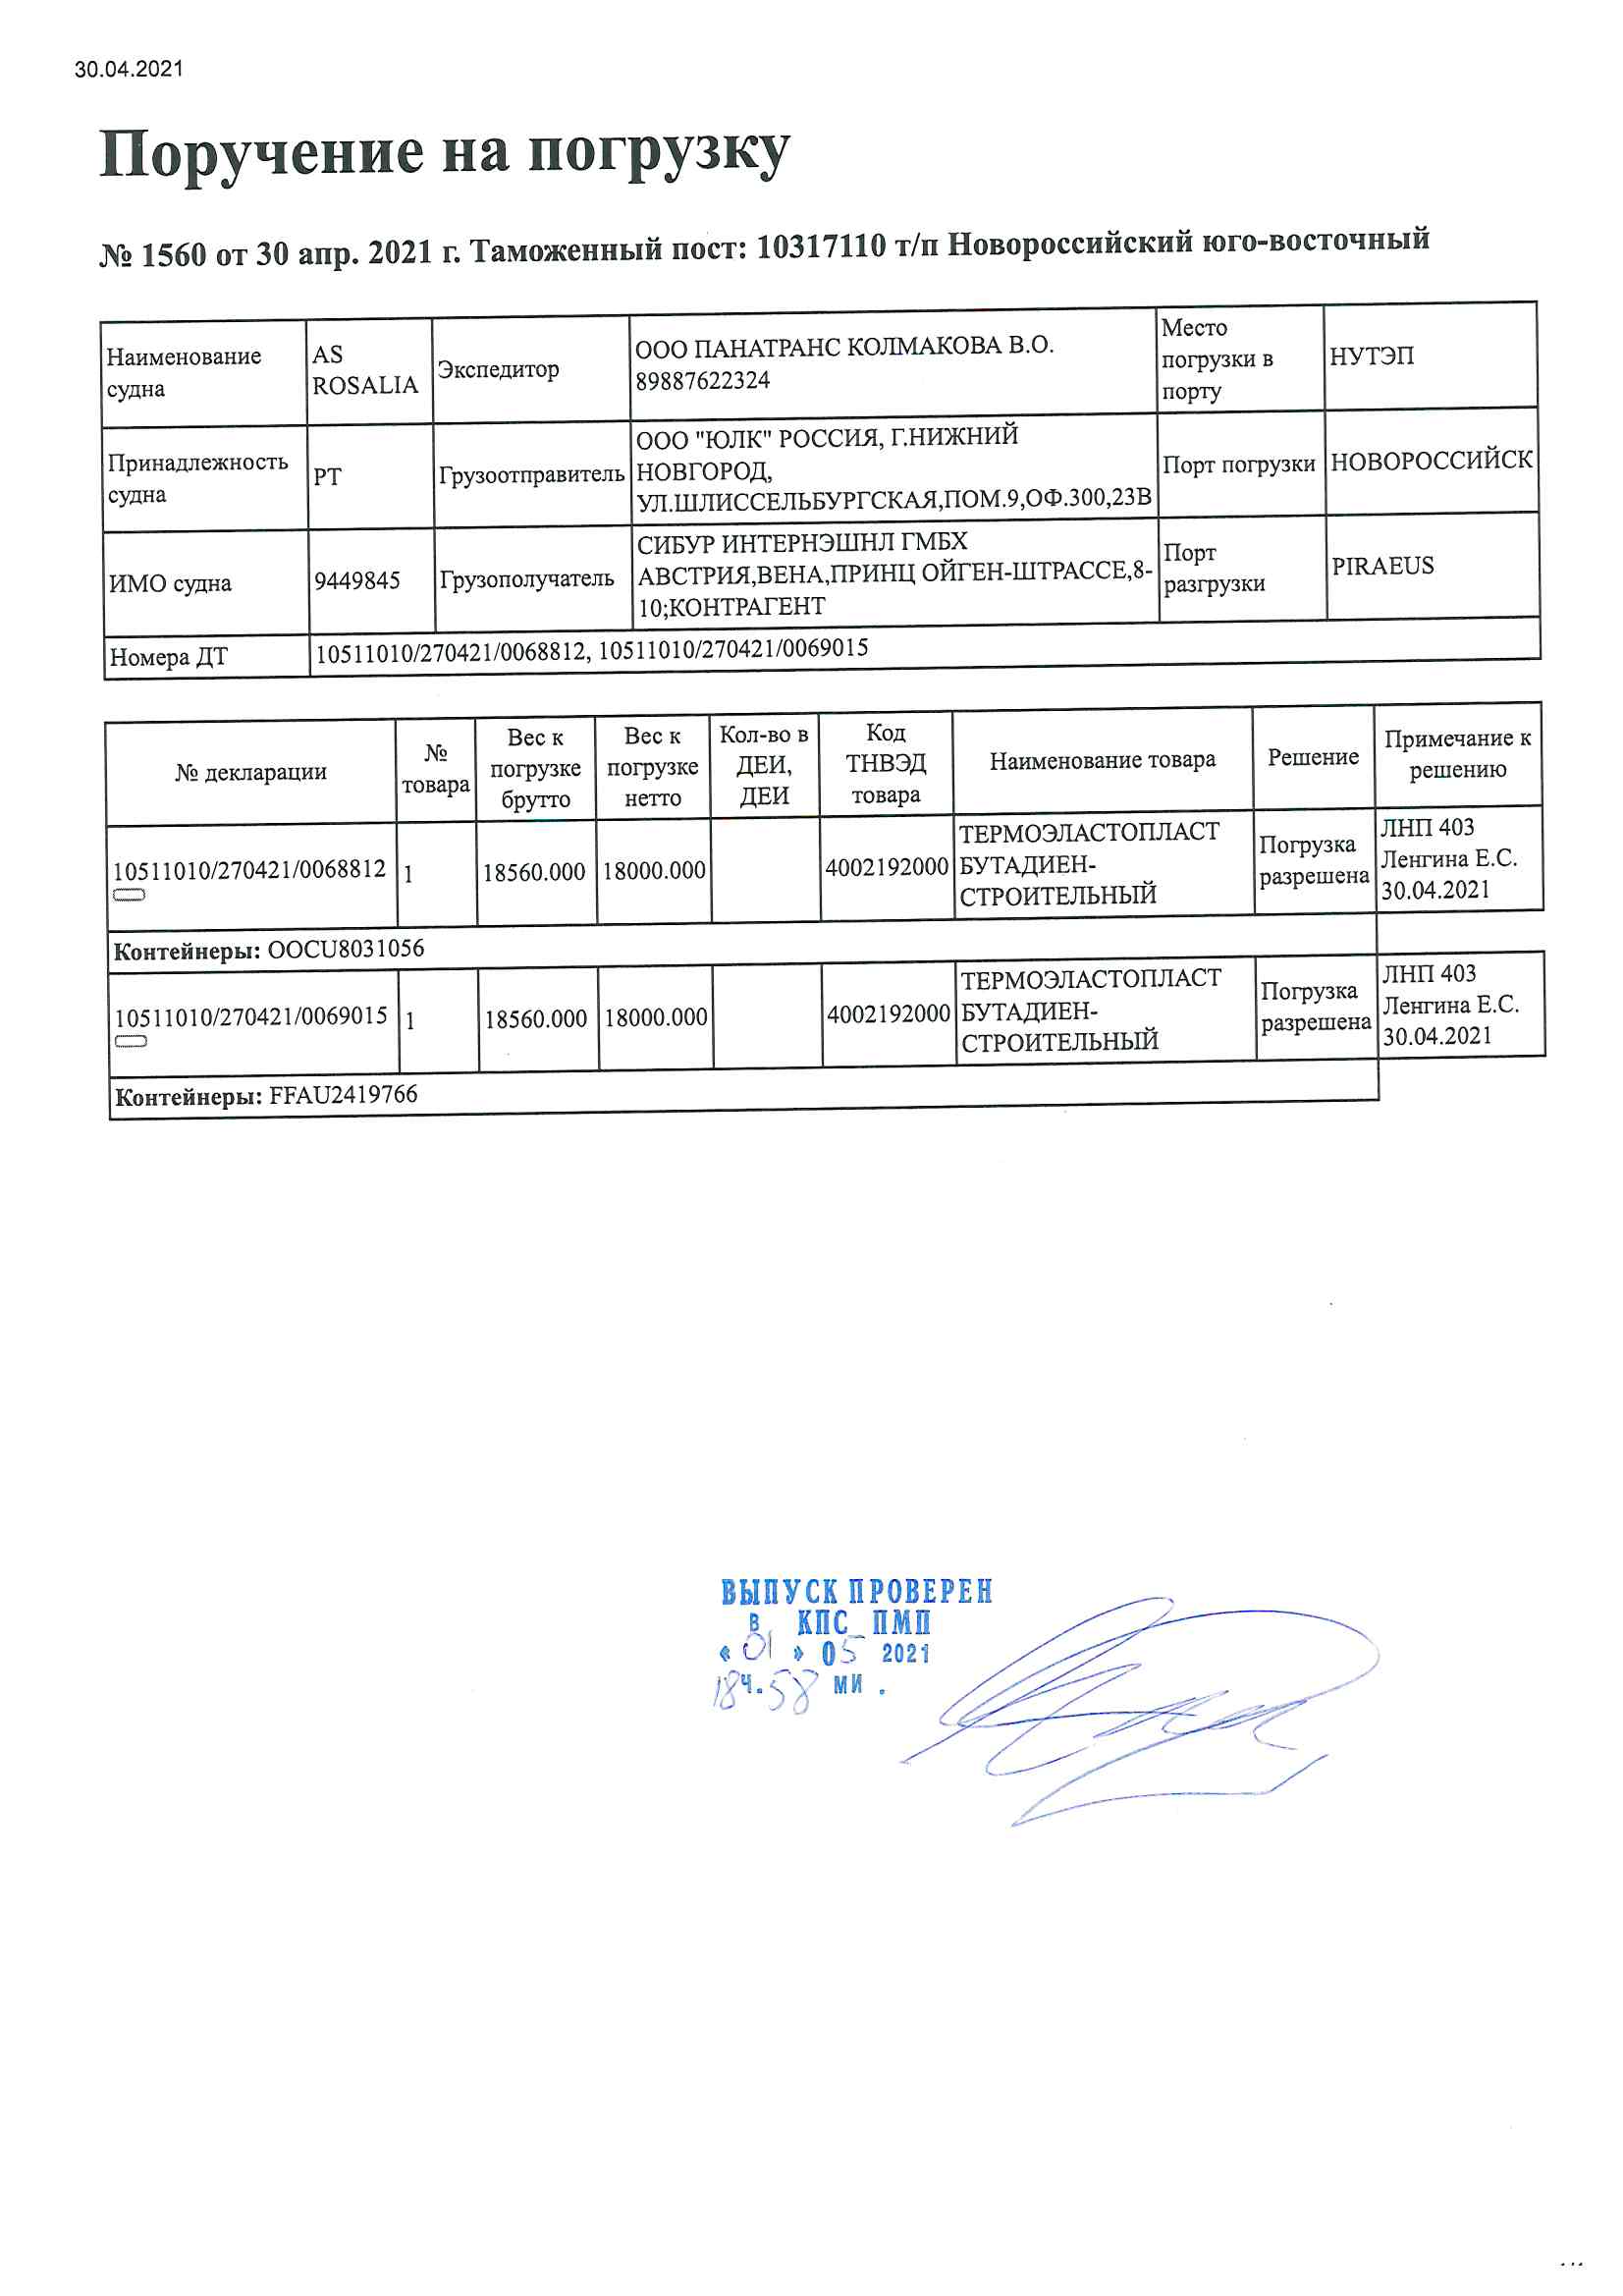 30.04.2021
Поручение на погрузку
№ 1560 от 30 апр. 2021 г. Таможенный пост: 10317110 т/п Новороссийский юго-восточный
Наименование судна
AS ROSALIA
Экспедитор
ООО ПАНАТРАНС КОЛМАКОВА В.О.
89887622324
Место погрузки в порту
НУТЭП
Принадлежность судна
PT
Грузоотправитель
ООО "ЮЛК" РОССИЯ, Г.НИЖНИЙ
НОВГОРОД,
УЛ.ШЛИССЕЛЬБУРГСКАЯ,ПОМ.9,ОФ.300,23В
Порт погрузки
НОВОРОССИЙСК
ИМО судна
9449845
Грузополучатель
СИБУР ИНТЕРНЭШНЛ ГМБХ
АВСТРИЯ,ВЕНА,ПРИНЦ ОЙГЕН-ШТРАССЕ,8-
10;КОНТРАГЕНТ
Порт разгрузки
PIRAEUS
Номера ДТ
10511010/270421/0068812, 10511010/270421/0069015
№ декларации
№ товара
Вес к погрузке брутто
Вес к погрузке нетто
Кол-во в ДЕИ, ДЕИ
Код ТНВЭД товара
Наименование товара
Решение
Примечание к решению
10511010/270421/0068812
1
18560.000
18000.000
4002192000
ТЕРМОЭЛАСТОПЛАСТ
БУТАДИЕН-
СТРОИТЕЛЬНЫЙ
Погрузка разрешена
ЛНП 403
Ленгина Е.С.
30.04.2021
Контейнеры: OOCU8031056
10511010/270421/0069015
1
18560.000
18000.000
4002192000
ТЕРМОЭЛАСТОПЛАСТ
БУТАДИЕН-
СТРОИТЕЛЬНЫЙ
Погрузка разрешена
ЛНП 403
Ленгина Е.С.
30.04.2021
Контейнеры: FFAU2419766
ВЫПУСК ПРОВЕРЕН
в КПС ПМП
« 01 » 05 2021
18ч.58 МИ .